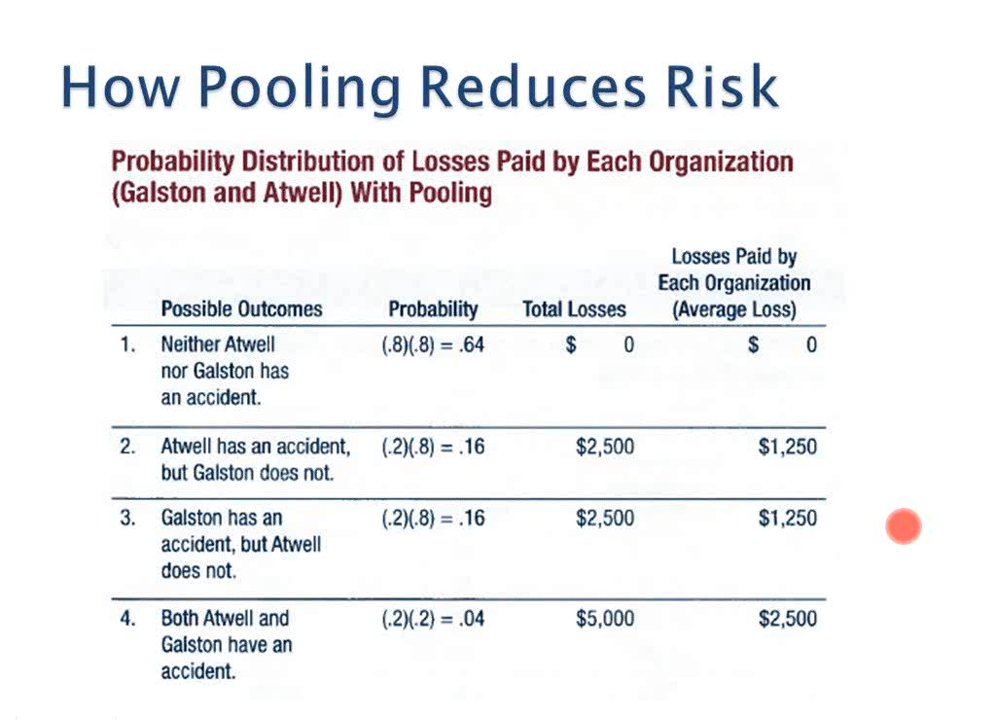 How Pooling Reduces Risk
Probability Distribution of Losses Paid by Each Organization
(Galston and Atwell) With Pooling
Losses Paid by
Each Organization
Possible Outcomes Probability Total Losses (Average Loss)
1. Neither Atwell (.8)(.8) = .64 $ 0 $ 0
nor Galston has
an accident.
2. Atwell has an accident, (.2)(.8) = .16 $2,500 $1,250
but Galston does not.
3. Galston has an (.2)(.8) = .16 $2,500 $1,250
accident, but Atwell
does not.
4. Both Atwell and (.2)(.2) = .04 $5,000 $2,500
Galston have an
accident.